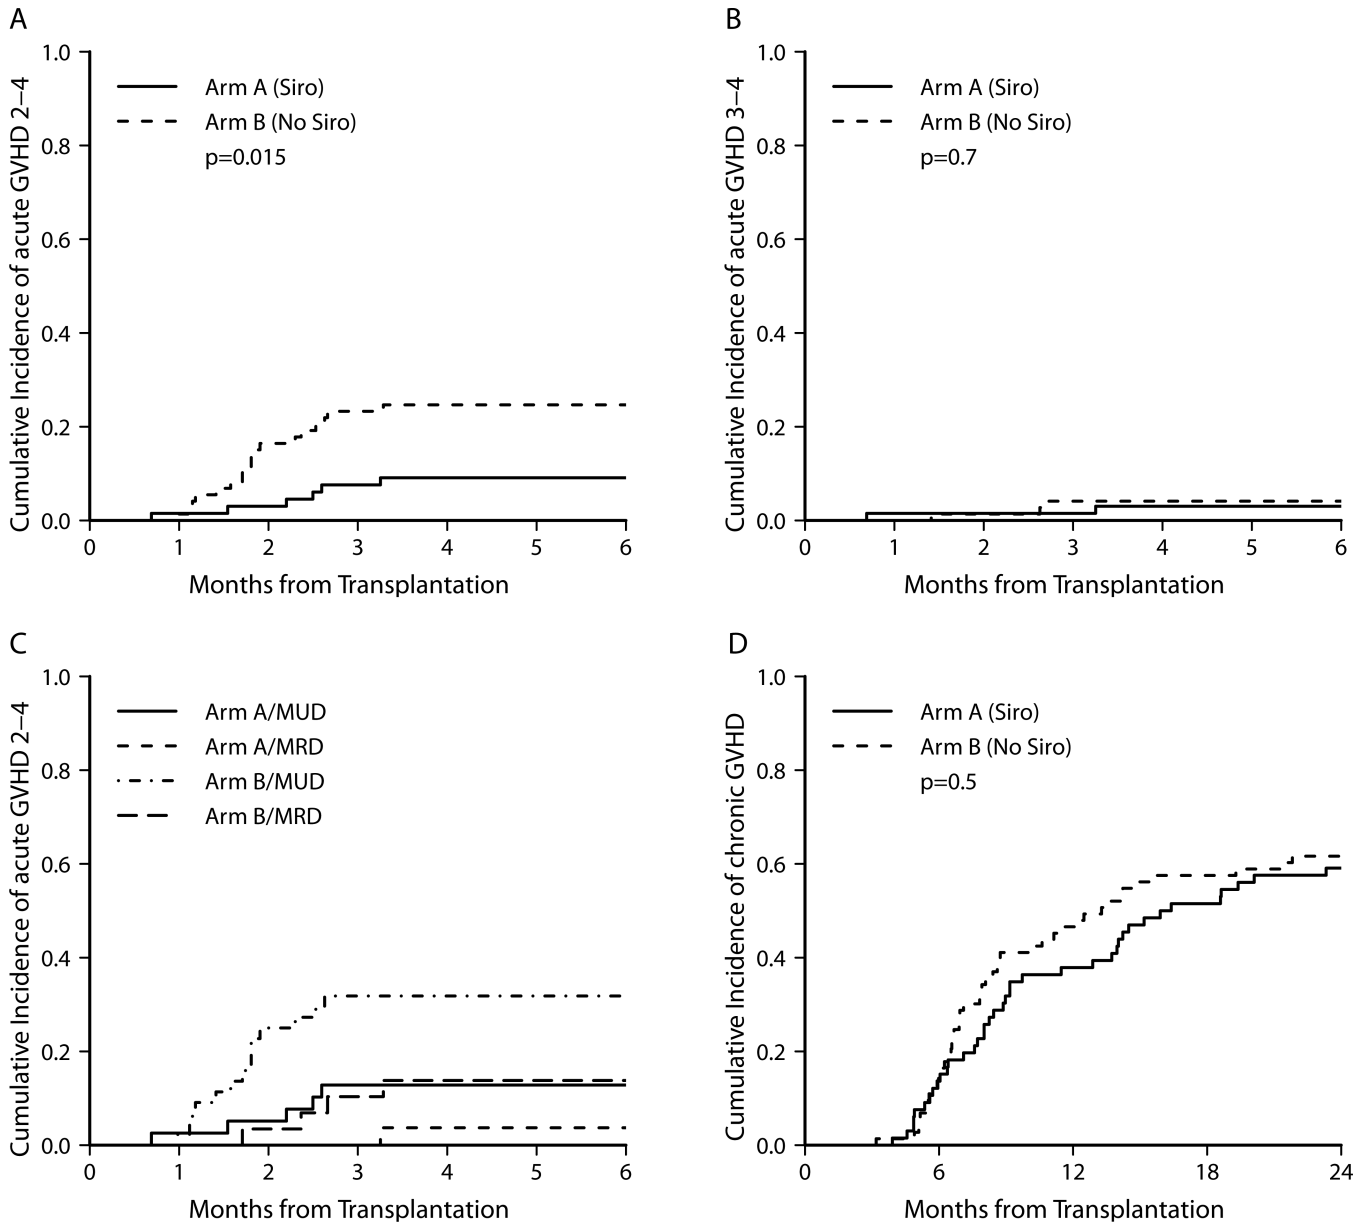 A
Cumulative Incidence of acute GVHD 2–4
1.0
0.8
0.6
0.4
0.2
0.0
Arm A (Siro)
Arm B (No Siro)
p=0.015
0 1 2 3 4 5 6
Months from Transplantation
B
Cumulative Incidence of acute GVHD 3–4
1.0
0.8
0.6
0.4
0.2
0.0
Arm A (Siro)
Arm B (No Siro)
p=0.7
0 1 2 3 4 5 6
Months from Transplantation
C
Cumulative Incidence of acute GVHD 2–4
1.0
0.8
0.6
0.4
0.2
0.0
Arm A/MUD
Arm A/MRD
Arm B/MUD
Arm B/MRD
0 1 2 3 4 5 6
Months from Transplantation
D
Cumulative Incidence of chronic GVHD
1.0
0.8
0.6
0.4
0.2
0.0
Arm A (Siro)
Arm B (No Siro)
p=0.5
0 6 12 18 24
Months from Transplantation